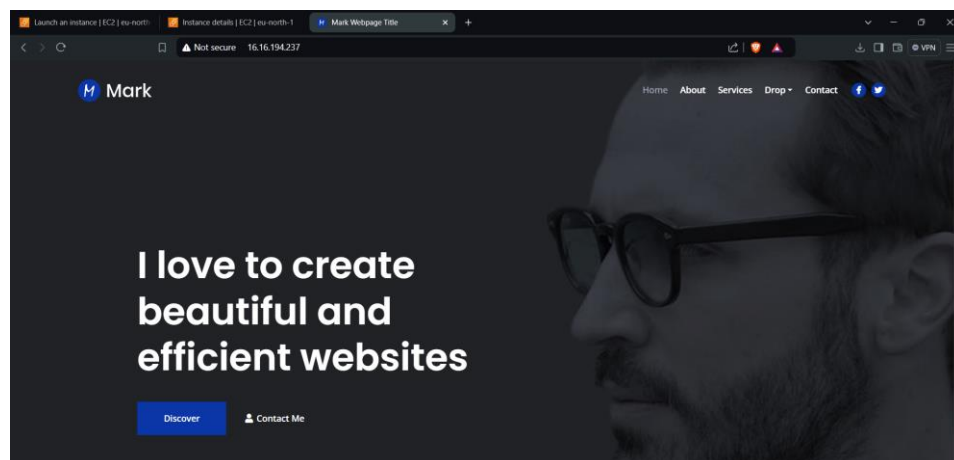 Launch an instance | EC2 | eu-north-
Instance details | EC2 | eu-north-1
Mark Webpage Title
Not secure 16.16.194.237
VPN
Mark
Home About Services Drop Contact
I love to create
beautiful and
efficient websites
Discover
Contact Me